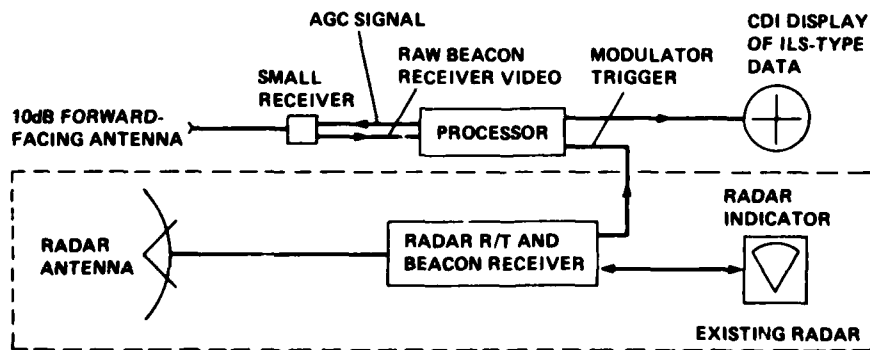 AGC SIGNAL
RAW BEACON
RECEIVER VIDEO
MODULATOR
TRIGGER
CDI DISPLAY
OF ILS-TYPE
DATA
SMALL
RECEIVER
10dB FORWARD-
FACING ANTENNA
PROCESSOR
RADAR
ANTENNA
RADAR R/T AND
BEACON RECEIVER
RADAR
INDICATOR
EXISTING RADAR